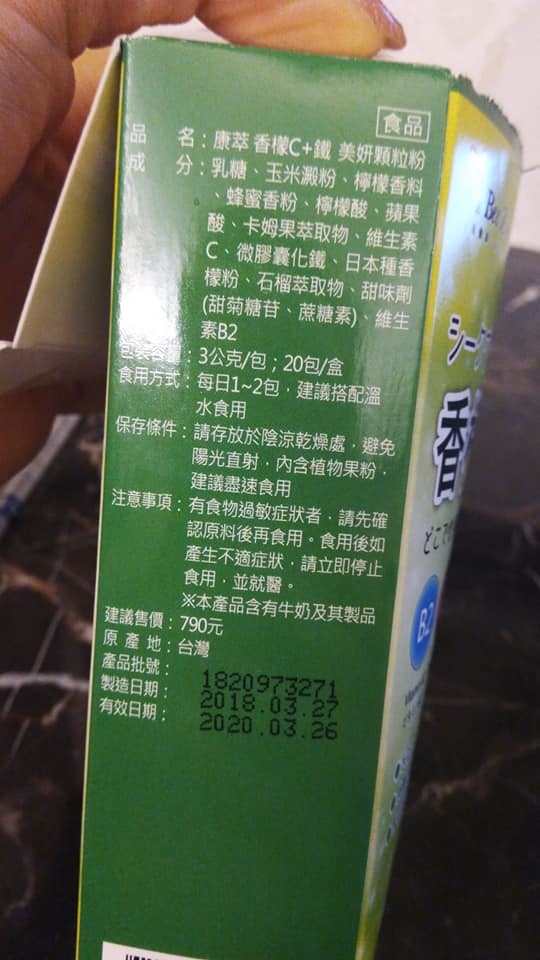 食品
品名：康萃 香檬C+鐵 美妍顆粒粉
成分：乳糖、玉米澱粉、檸檬香料
、蜂蜜香粉、檸檬酸、蘋果
酸、卡姆果萃取物、維生素
C、微膠囊化鐵、日本種香
檬粉、石榴萃取物、甜味劑
(甜菊糖苷、蔗糖素)、維生
素B2
包裝容量：3公克/包；20包/盒
食用方式：每日1~2包，建議搭配溫
水食用
保存條件：請存放於陰涼乾燥處，避免
陽光直射，內含植物果粉，
建議盡速食用
注意事項：有食物過敏症狀者，請先確
認原料後再食用。食用後如
產生不適症狀，請立即停止
食用，並就醫。
※本產品含有牛奶及其製品
建議售價：790元
原產地：台灣
產品批號：1820973271
製造日期：2018.03.27
有效日期：2020.03.26
シーク
香
どこで
B2